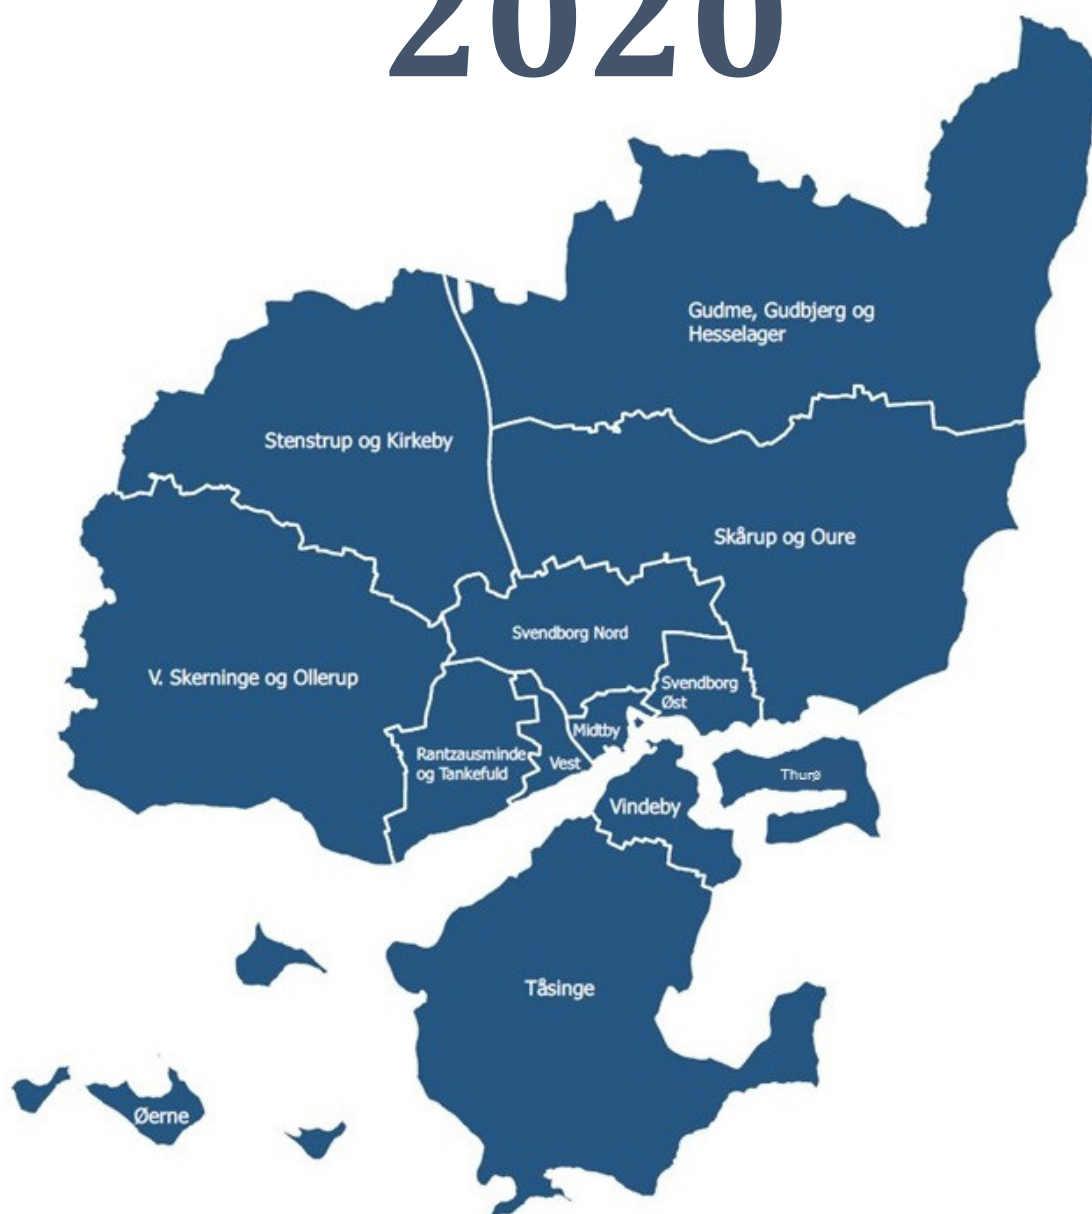 2020
Gudme, Gudbjerg og
Hesselager
Stenstrup og Kirkeby
Skårup og Oure
Svendborg Nord
V. Skerninge og Ollerup
Svendborg
Øst
Midtby
Rantzausminde
og Tankefuld
Vest
Thurø
Vindeby
Tåsinge
Øerne